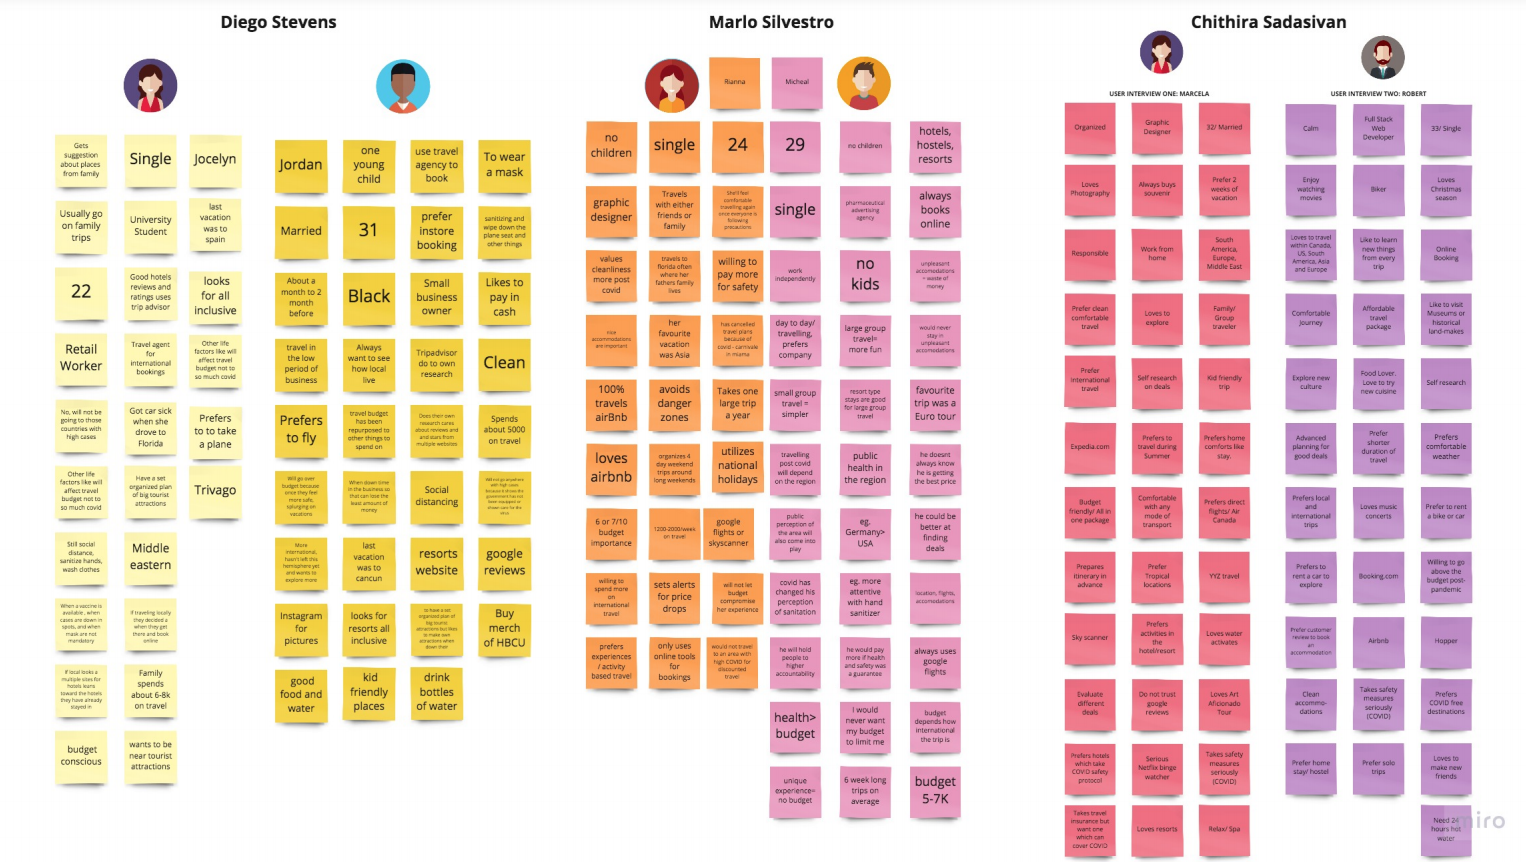 Diego Stevens
Gets
suggestion
about places
from family
Single
Jocelyn
Usually go
on family
trips
University
Student
last
vacation
was to
spain
22
Good hotels
reviews and
ratings uses
trip advisor
looks
for all
inclusive
Retail
Worker
Travel agent
for
international
bookings
Other life
factors like will
affect travel
budget not to
so much covid
No, will not be
going to those
countries with
high cases
Got car sick
when she
drove to
Florida
Prefers
to to take
a plane
Other life
factors like will
affect travel
budget not to
so much covid
Have a set
organized plan
of big tourist
attractions
Trivago
Still social
distance,
sanitize hands,
wash clothes
Middle
eastern
When a vaccine is
available , when
cases are down in
spots, and when
mask are not
mandatory
if traveling locally
they decided a
when they get
there and book
online
If local looks a
multiple sites for
hotels leans
toward the hotels
they have already
stayed in
Family
spends
about 6-8k
on travel
budget
conscious
wants to be
near tourist
attractions
Jordan
one
young
child
use travel
agency to
book
To wear
a mask
Married
31
prefer
instore
booking
sanitizing and
wipe down the
plane seat and
other things
About a
month to 2
month
before
Black
Small
business
owner
Likes to
pay in
cash
travel in
the low
period of
business
Always
want to see
how local
live
Tripadvisor
do to own
research
Clean
Prefers
to fly
travel budget
has been
repurposed to
other things to
spend on
Does their own
research cares
about reviews and
and stars from
multiple websites
Spends
about 5000
on travel
Will go over
budget because
once they feel
more safe,
splurging on
vacations
When down time
in the business so
that can lose the
least amount of
money
Social
distancing
Will not go anywhere
with high cases
because it shows the
government has not
been equipped or
shown care for the
virus
More
international,
hasn't left this
hemisphere yet
and wants to
explore more
last
vacation
was to
cancun
resorts
website
google
reviews
Instagram
for
pictures
looks for
resorts all
inclusive
to have a set
organized plan of
big tourist
attractions but likes
to make own
attractions when
down their
Buy
merch
of HBCU
good
food and
water
kid
friendly
places
drink
bottles
of water
Marlo Silvestro
Rianna
Micheal
no
children
single
24
graphic
designer
Travels
with either
friends or
family
She'll feel
comfortable
travelling again
once everyone is
following
precautions
values
cleanliness
more post
covid
travels to
florida often
where her
fathers family
lives
willing to
pay more
for safety
nice
accommodations
are important
her
favourite
vacation
was Asia
has cancelled
travel plans
because of
covid - carnivale
in miama
100%
travels
airBnb
avoids
danger
zones
Takes one
large trip
a year
loves
airbnb
organizes 4
day weekend
trips around
long weekends
utilizes
national
holidays
6 or 7/10
budget
importance
1200-2000/week
on travel
google
flights or
skyscanner
willing to
spend more
on
international
travel
sets alerts
for price
drops
will not let
budget
compromise
her experience
prefers
experiences
/ activity
based travel
only uses
online tools
for
bookings
would not travel
to an area with
high COVID for
discounted
travel
29
no children
hotels,
hostels,
resorts
single
pharmaceutical
advertising
agency
always
books
online
work
independently
no
kids
unpleasant
accomodations
= waste of
money
day to day/
travelling,
prefers
company
large group
travel=
more fun
would never
stay in
unpleasant
accomodations
small group
travel =
simpler
resort type
stays are good
for large group
travel
favourite
trip was a
Euro tour
travelling
post covid
will depend
on the region
public
health in
the region
he doesnt
always know
he is getting
the best price
public
perception of
the area will
also come into
play
eg.
Germany>
USA
he could be
better at
finding
deals
covid has
changed his
perception
of sanitation
eg. more
attentive
with hand
sanitizer
location, flights,
accomodations
he will hold
people to
higher
accountability
he would pay
more if health
and safety was
a guarantee
always uses
google
flights
health>
budget
I would
never want
my budget
to limit me
budget
depends how
international
the trip is
unique
experience=
no budget
6 week long
trips on
average
budget
5-7K
Chithira Sadasivan
USER INTERVIEW ONE: MARCELA
Organized
Graphic
Designer
32/ Married
Loves
Photography
Always buys
souvenir
Prefer 2
weeks of
vacation
Responsible
Work from
home
South
America,
Europe,
Middle East
Prefer clean
comfortable
travel
Loves to
explore
Family/
Group
traveler
Prefer
International
travel
Self research
on deals
Kid friendly
trip
Expedia.com
Prefers to
travel during
Summer
Prefers home
comforts like
stay.
Budget
friendly/ All in
one package
Comfortable
with any
mode of
transport
Prefers direct
flights/ Air
Canada
Prepares
itinerary in
advance
Prefer
Tropical
locations
YYZ travel
Sky scanner
Prefers
activities in
the
hotel/resort
Loves water
activates
Evaluate
different
deals
Do not trust
google
reviews
Loves Art
Aficionado
Tour
Prefers hotels
which take
COVID safety
protocol
Serious
Netflix binge
watcher
Takes safety
measures
seriously
(COVID)
Takes travel
insurance but
want one
which can
cover COVID
Loves resorts
Relax/ Spa
USER INTERVIEW TWO: ROBERT
Calm
Full Stack
Web
Developer
33/ Single
Enjoy
watching
movies
Biker
Loves
Christmas
season
Loves to travel
within Canada,
US, South
America, Asia
and Europe
Like to learn
new things
from every
trip
Online
Booking
Comfortable
Journey
Affordable
travel
package
Like to visit
Museums or
historical
land-makes
Explore new
culture
Food Lover.
Love to try
new cuisine
Self research
Advanced
planning for
good deals
Prefer
shorter
duration of
travel
Prefers
comfortable
weather
Prefers local
and
international
trips
Loves music
concerts
Prefer to rent
a bike or car
Prefers to
rent a car to
explore
Booking.com
Willing to go
above the
budget post-
pandemic
Prefer customer
review to book
an
accommodation
Airbnb
Hopper
Clean
accommo-
dations
Takes safety
measures
seriously
(COVID)
Prefers
COVID free
destinations
Prefer home
stay/ hostel
Prefer solo
trips
Loves to
make new
friends
Need 24
hours hot
water
miro